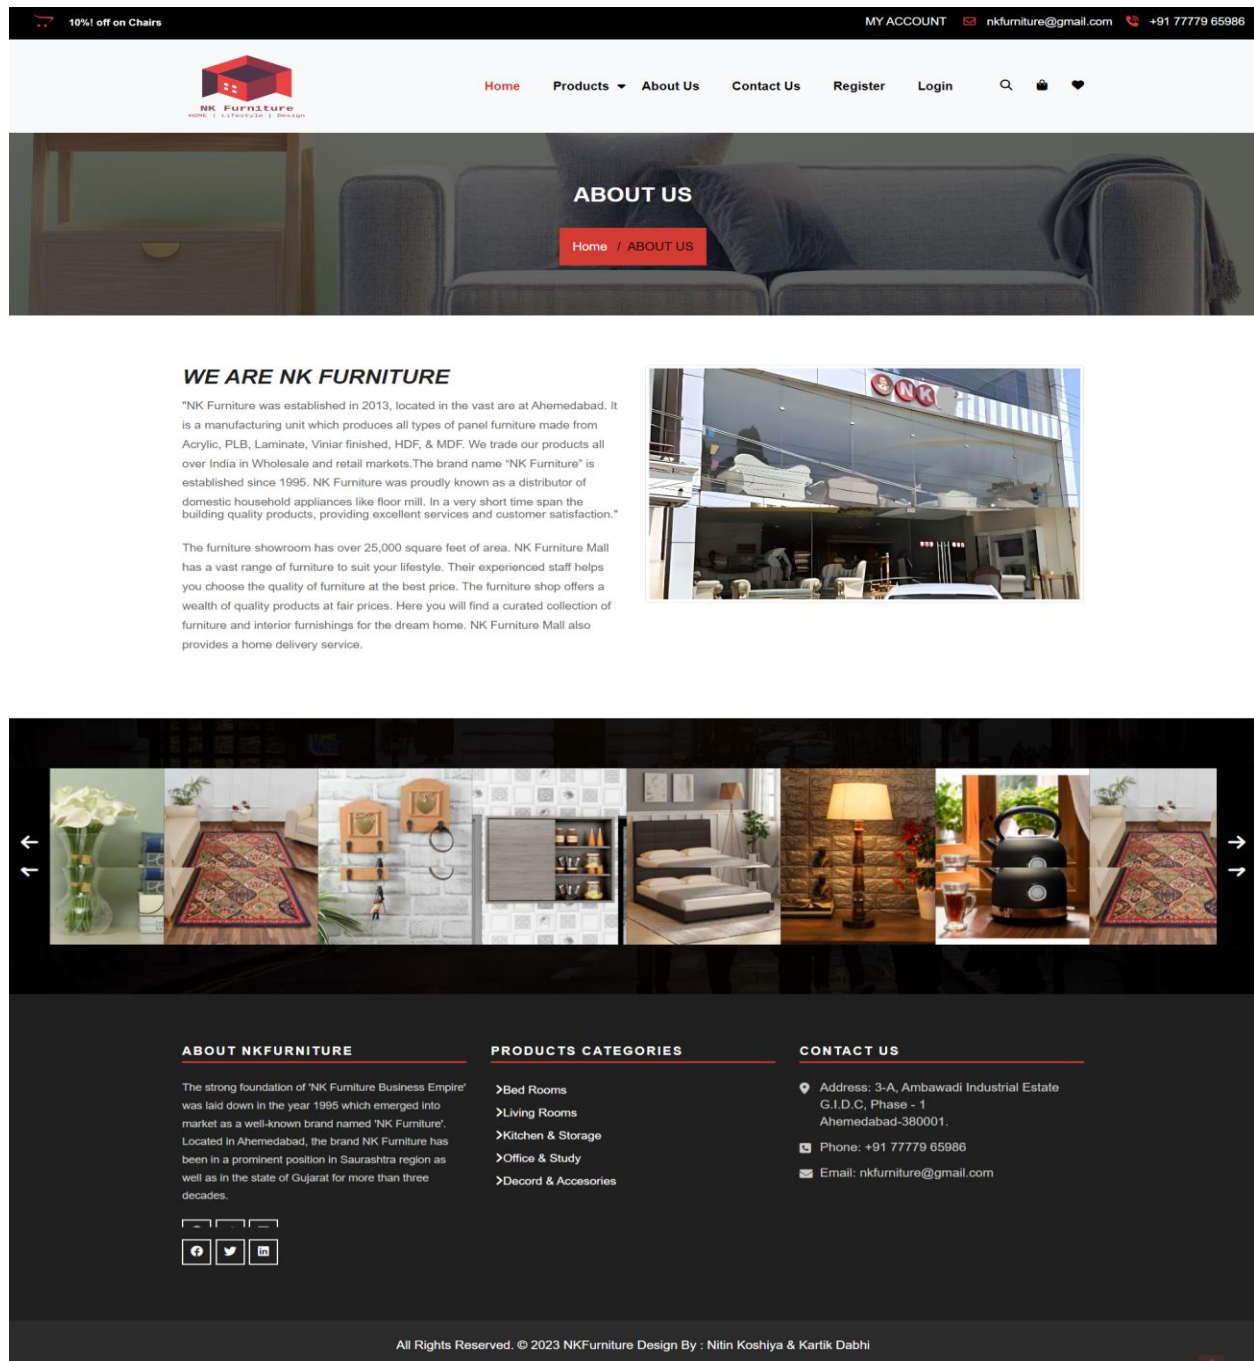 10%! off on Chairs
MY ACCOUNT nkfurniture@gmail.com +91 77779 65986
NK Furniture
HOME | Lifestyle | Design
Home Products About Us Contact Us Register Login
ABOUT US
Home / ABOUT US
WE ARE NK FURNITURE
"NK Furniture was established in 2013, located in the vast are at Ahemedabad. It
is a manufacturing unit which produces all types of panel furniture made from
Acrylic, PLB, Laminate, Viniar finished, HDF, & MDF. We trade our products all
over India in Wholesale and retail markets.The brand name “NK Furniture” is
established since 1995. NK Furniture was proudly known as a distributor of
domestic household appliances like floor mill. In a very short time span the
building quality products, providing excellent services and customer satisfaction."
The furniture showroom has over 25,000 square feet of area. NK Furniture Mall
has a vast range of furniture to suit your lifestyle. Their experienced staff helps
you choose the quality of furniture at the best price. The furniture shop offers a
wealth of quality products at fair prices. Here you will find a curated collection of
furniture and interior furnishings for the dream home. NK Furniture Mall also
provides a home delivery service.
NK
ABOUT NKFURNITURE
The strong foundation of 'NK Furniture Business Empire'
was laid down in the year 1995 which emerged into
market as a well-known brand named 'NK Furniture'.
Located in Ahemedabad, the brand NK Furniture has
been in a prominent position in Saurashtra region as
well as in the state of Gujarat for more than three
decades.
PRODUCTS CATEGORIES
Bed Rooms
Living Rooms
Kitchen & Storage
Office & Study
Decord & Accesories
CONTACT US
Address: 3-A, Ambawadi Industrial Estate
G.I.D.C, Phase - 1
Ahemedabad-380001.
Phone: +91 77779 65986
Email: nkfurniture@gmail.com
All Rights Reserved. © 2023 NKFurniture Design By : Nitin Koshiya & Kartik Dabhi